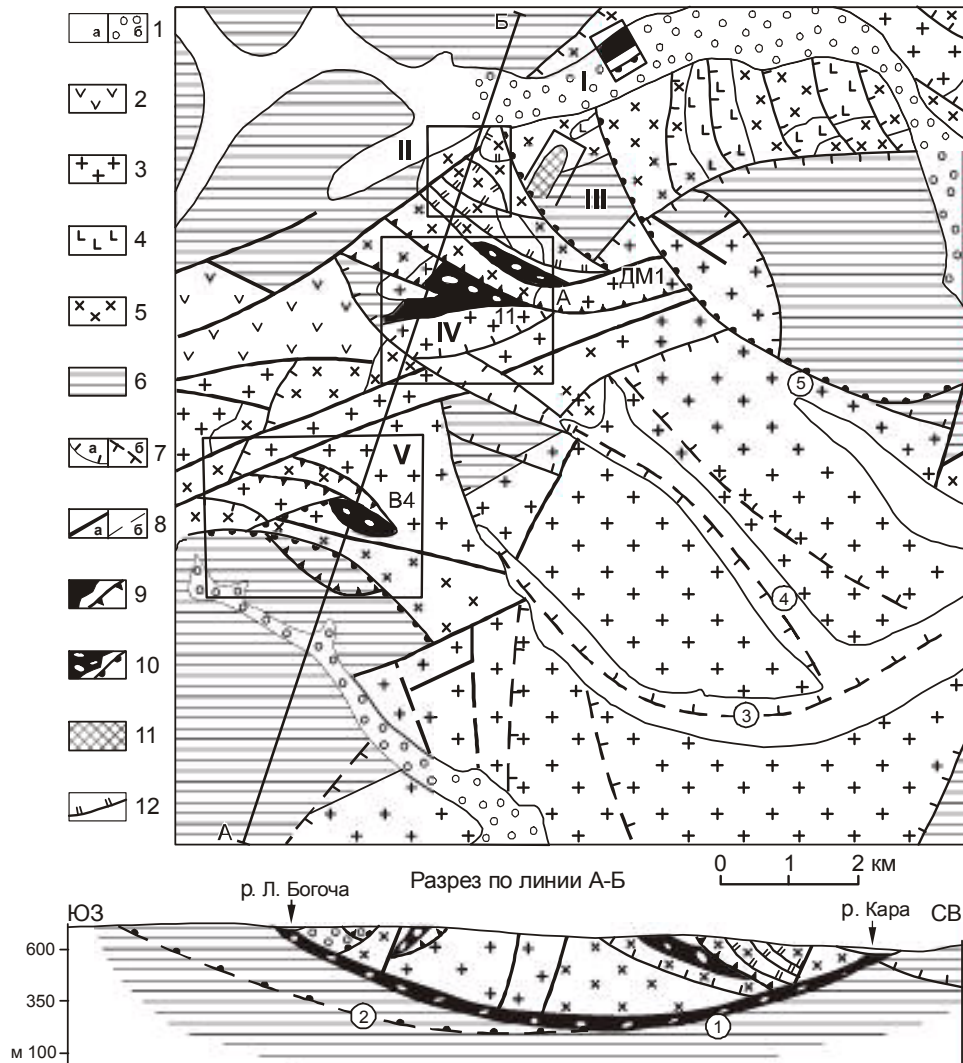 а б 1
2
3
4
5
6
а б 7
а б 8
9
10
11
12
Б
I
II
III
ДМ1
А
11
IV
5
V
В4
4
3
А
0 1 2 км
Разрез по линии А-Б
р. Л. Богоча
р. Кара
ЮЗ
СВ
600
350
м 100
2
1